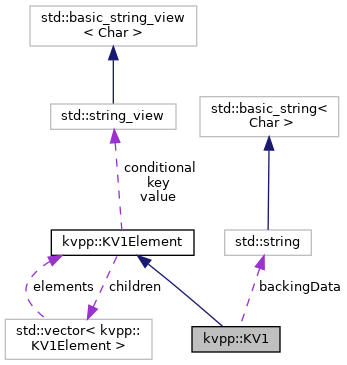 std::basic_string_view
< Char >
std::string_view
std::basic_string<
Char >
conditional
key
value
kvpp::KV1Element
std::string
elements
children
backingData
std::vector< kvpp::
KV1Element >
kvpp::KV1